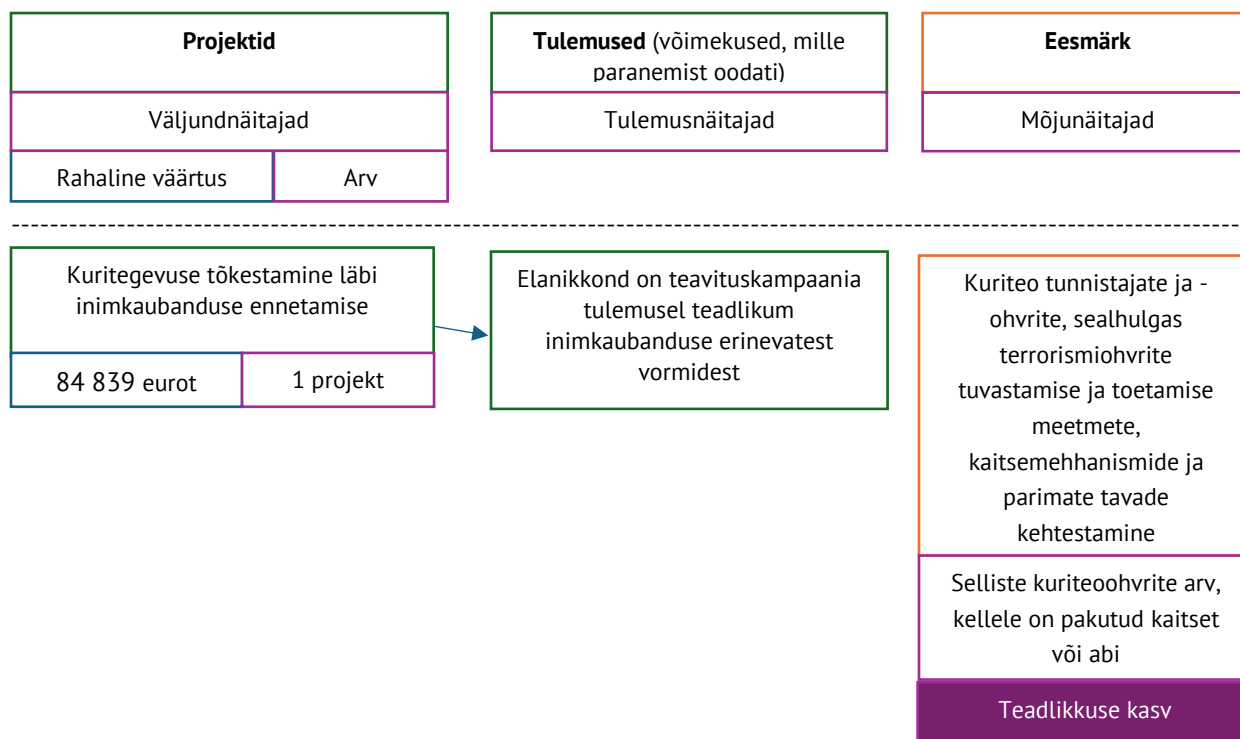 Projektid
Väljundnäitajad
Rahaline väärtus
Arv
Tulemused (võimekused, mille
paranemist oodati)
Tulemusnäitajad
Eesmärk
Mõjunäitajad
Kuritegevuse tõkestamine läbi
inimkaubanduse ennetamise
84 839 eurot
1 projekt
Elanikkond on teavituskampaania
tulemusel teadlikum
inimkaubanduse erinevatest
vormidest
Kuriteo tunnistajate ja -
ohvrite, sealhulgas
terrorismiohvrite
tuvastamise ja toetamise
meetmete,
kaitsemehhanismide ja
parimate tavade
kehtestamine
Selliste kuriteoohvrite arv,
kellele on pakutud kaitset
või abi
Teadlikkuse kasv